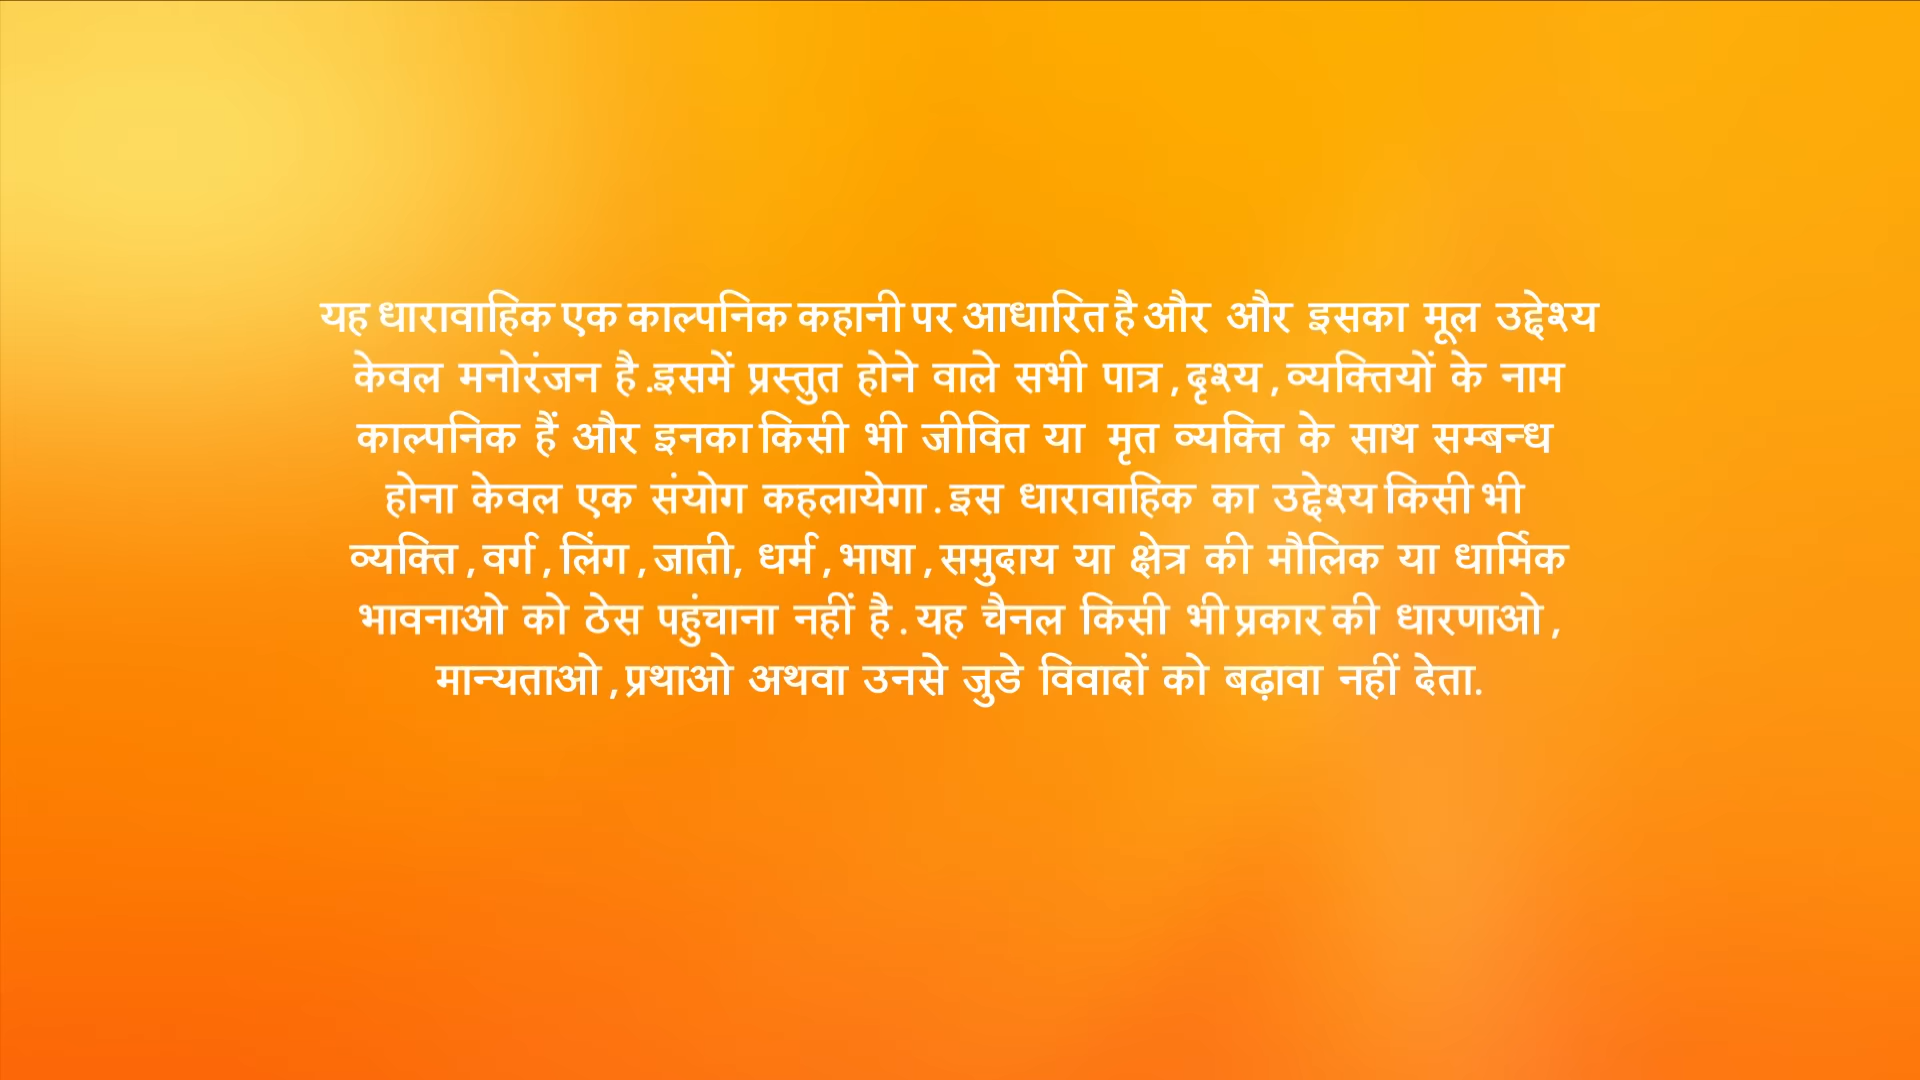 यह धारावाहिक एक काल्पनिक कहानी पर आधारित है और और इसका मूल उद्देश्य
केवल मनोरंजन है .इसमें प्रस्तुत होने वाले सभी पात्र , दृश्य , व्यक्तियों के नाम
काल्पनिक हैं और इनका किसी भी जीवित या मृत व्यक्ति के साथ सम्बन्ध
होना केवल एक संयोग कहलायेगा . इस धारावाहिक का उद्देश्य किसी भी
व्यक्ति , वर्ग , लिंग , जाती, धर्म , भाषा , समुदाय या क्षेत्र की मौलिक या धार्मिक
भावनाओ को ठेस पहुंचाना नहीं है . यह चैनल किसी भी प्रकार की धारणाओ ,
मान्यताओ , प्रथाओ अथवा उनसे जुडे विवादों को बढ़ावा नहीं देता.